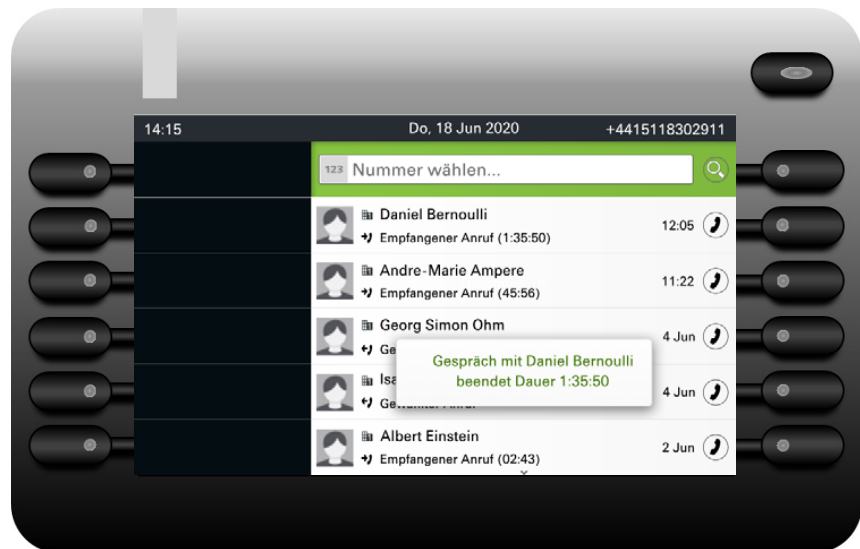 14:15 Do, 18 Jun 2020 +4415118302911
123 Nummer wählen...
Daniel Bernoulli
Empfangener Anruf (1:35:50)
12:05
Andre-Marie Ampere
Empfangener Anruf (45:56)
11:22
Georg Simon Ohm
4 Jun
Gespräch mit Daniel Bernoulli
beendet Dauer 1:35:50
4 Jun
Albert Einstein
Empfangener Anruf (02:43)
2 Jun